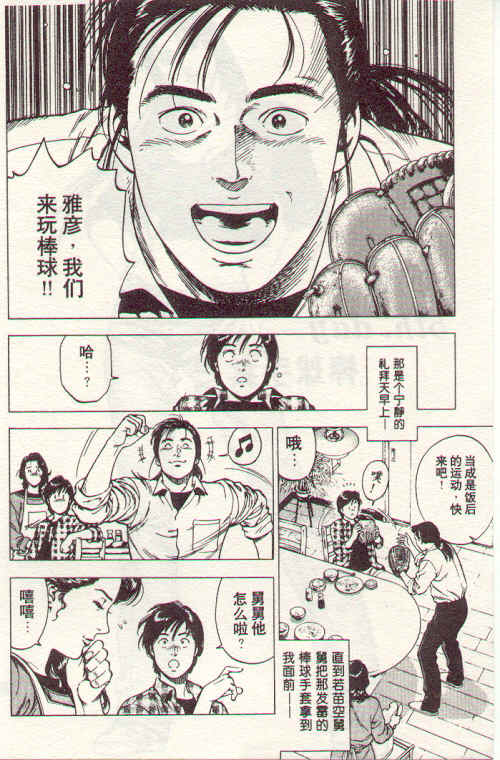 雅彦，我们
来玩棒球!!
那是个宁静的
礼拜天早上——
哈…？
当成是饭后
的运动，快
来吧！
嘿！
哦…
直到若苗空舅
舅把那发霉的
棒球手套拿到
我面前——
舅舅他
怎么啦？
嘻嘻…